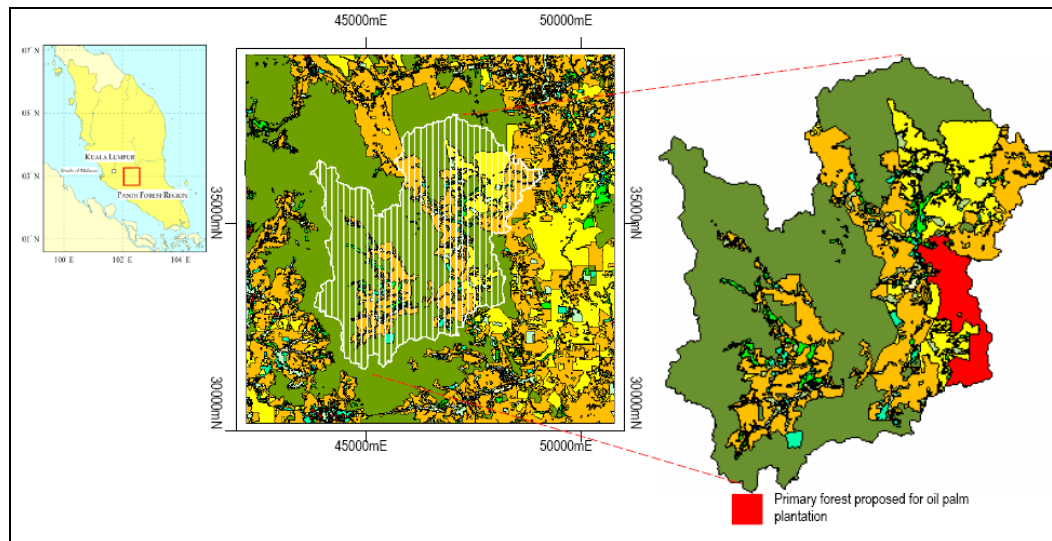 45000mE
50000mE
07° N
05° N
03° N
01° N
KUALA LUMPUR
Straits of Malacca
PASOH FOREST REGION
100° E
102° E
104° E
35000mN
30000mN
35000mN
30000mN
45000mE
50000mE
Primary forest proposed for oil palm
plantation